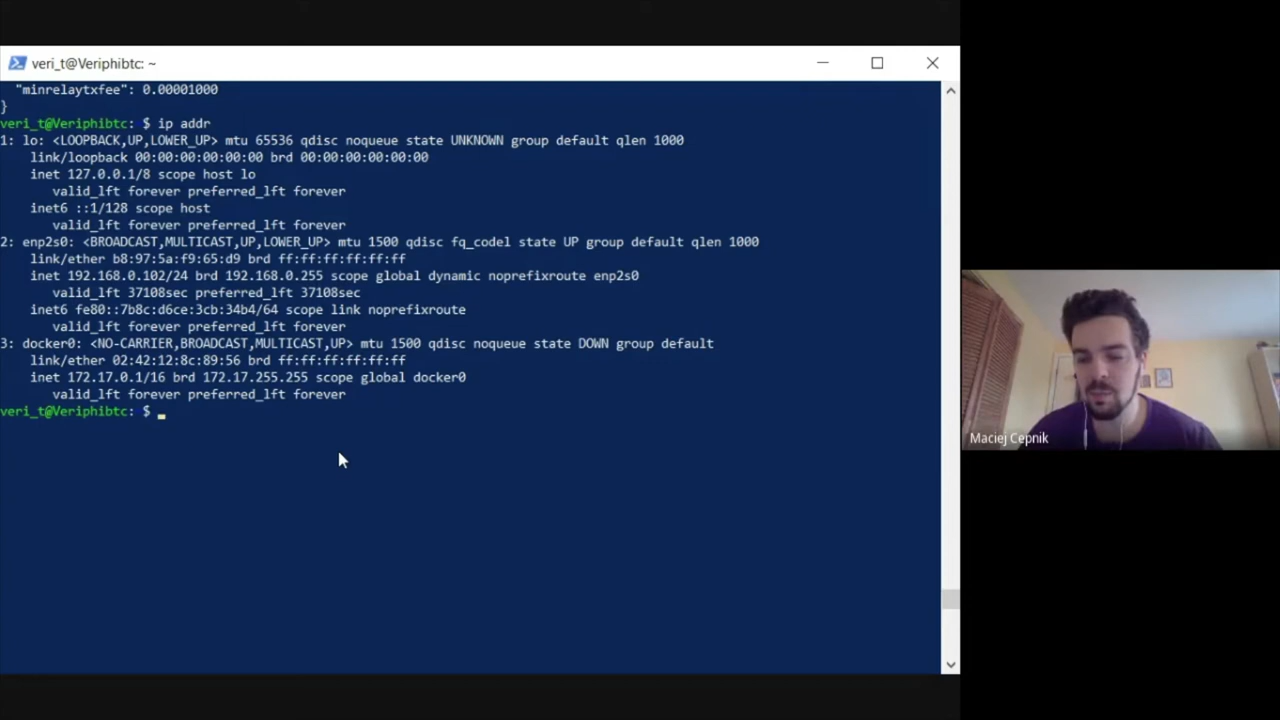 veri_t@Veriphibtc: ~
"minrelaytxfee": 0.00001000
}
veri_t@Veriphibtc: $ ip addr
1: lo: <LOOPBACK,UP,LOWER_UP> mtu 65536 qdisc noqueue state UNKNOWN group default qlen 1000
link/loopback 00:00:00:00:00:00 brd 00:00:00:00:00:00
inet 127.0.0.1/8 scope host lo
valid_lft forever preferred_lft forever
inet6 ::1/128 scope host
valid_lft forever preferred_lft forever
2: enp2s0: <BROADCAST,MULTICAST,UP,LOWER_UP> mtu 1500 qdisc fq_codel state UP group default qlen 1000
link/ether b8:97:5a:f9:65:d9 brd ff:ff:ff:ff:ff:ff
inet 192.168.0.102/24 brd 192.168.0.255 scope global dynamic noprefixroute enp2s0
valid_lft 37108sec preferred_lft 37108sec
inet6 fe80::7b8c:d6ce:3cb:34b4/64 scope link noprefixroute
valid_lft forever preferred_lft forever
3: docker0: <NO-CARRIER,BROADCAST,MULTICAST,UP> mtu 1500 qdisc noqueue state DOWN group default
link/ether 02:42:12:8c:89:56 brd ff:ff:ff:ff:ff:ff
inet 172.17.0.1/16 brd 172.17.255.255 scope global docker0
valid_lft forever preferred_lft forever
veri_t@Veriphibtc: $
Maciej Cepnik